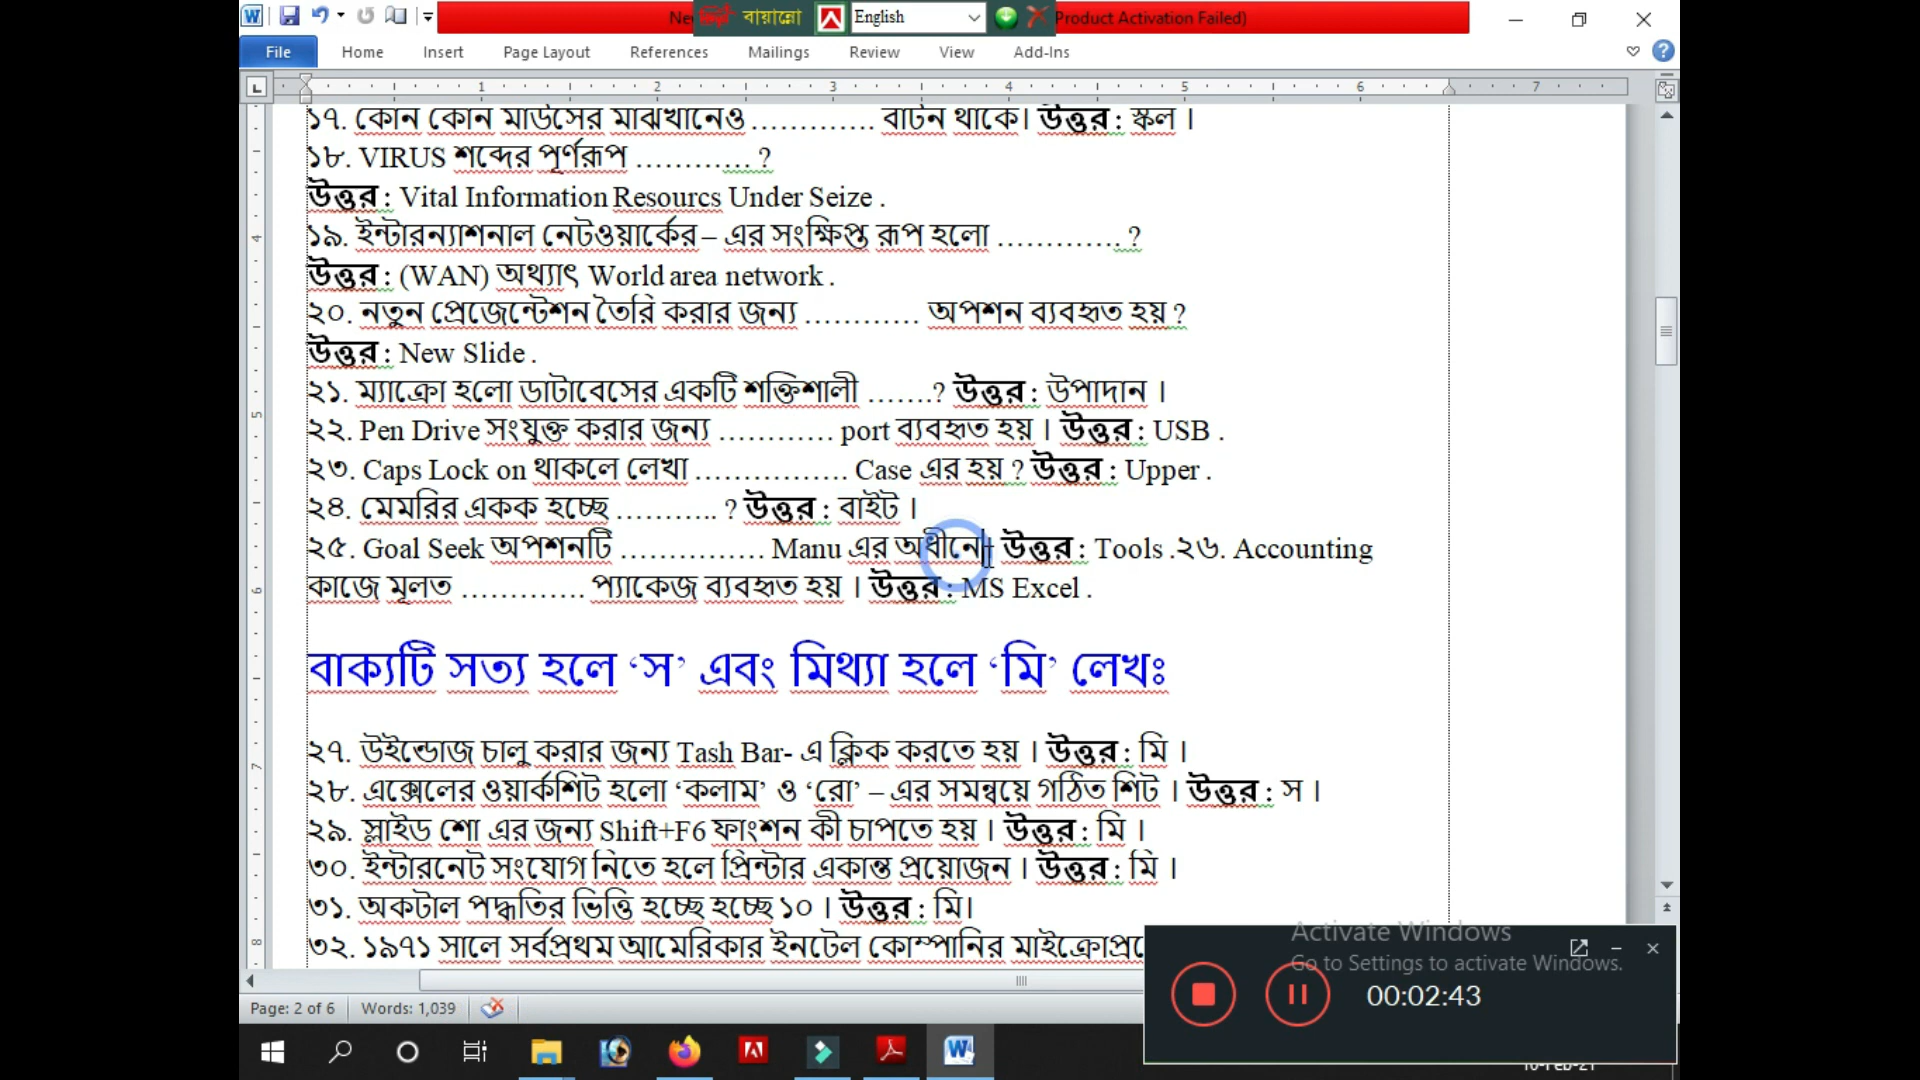 Ne
বায়ান্নো
English
Product Activation Failed)
File Home Insert Page Layout References Mailings Review View Add-Ins
1 2 3 4 5 6 7
১৭. কোন কোন মাউসের মাঝখানেও …………. বাটন থাকে। উত্তর : স্ক্রল ।
১৮. VIRUS শব্দের পূর্ণরূপ ………… ?
উত্তর : Vital Information Resourcs Under Seize .
১৯. ইন্টারন্যাশনাল নেটওয়ার্কের – এর সংক্ষিপ্ত রূপ হলো …………. ?
উত্তর : (WAN) অথ্যাৎ World area network .
২০. নতুন প্রেজেন্টেশন তৈরি করার জন্য ………… অপশন ব্যবহৃত হয় ?
উত্তর : New Slide .
২১. ম্যাক্রো হলো ডাটাবেসের একটি শক্তিশালী …….? উত্তর : উপাদান ।
২২. Pen Drive সংযুক্ত করার জন্য ………… port ব্যবহৃত হয় । উত্তর : USB .
২৩. Caps Lock on থাকলে লেখা ……………. Case এর হয় ? উত্তর : Upper .
২৪. মেমরির একক হচ্ছে ……….. ? উত্তর : বাইট ।
২৫. Goal Seek অপশনটি …………… Manu এর অধীনে। উত্তর : Tools .২৬. Accounting
কাজে মূলত …………. প্যাকেজ ব্যবহৃত হয় । উত্তর : MS Excel .
বাক্যটি সত্য হলে ‘স’ এবং মিথ্যা হলে ‘মি’ লেখঃ
২৭. উইন্ডোজ চালু করার জন্য Tash Bar- এ ক্লিক করতে হয় । উত্তর : মি ।
২৮. এক্সেলের ওয়ার্কশিট হলো ‘কলাম’ ও ‘রো’ – এর সমন্বয়ে গঠিত শিট । উত্তর : স ।
২৯. স্লাইড শো এর জন্য Shift+F6 ফাংশন কী চাপতে হয় । উত্তর : মি ।
৩০. ইন্টারনেট সংযোগ নিতে হলে প্রিন্টার একান্ত প্রয়োজন । উত্তর : মি ।
৩১. অকটাল পদ্ধতির ভিত্তি হচ্ছে হচ্ছে ১০ । উত্তর : মি।
৩২. ১৯৭১ সালে সর্বপ্রথম আমেরিকার ইনটেল কোম্পানির
Activate Windows
Go to Settings to activate Windows.
00:02:43
Page: 2 of 6 Words: 1,039